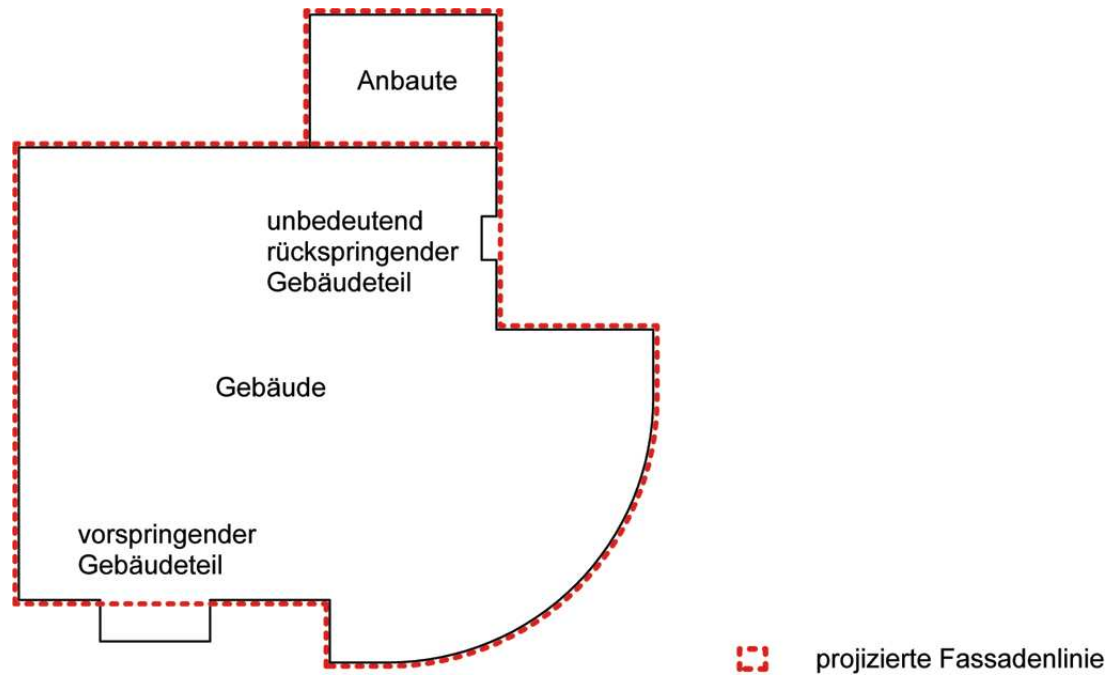 Anbaute
unbedeutend
rückspringender
Gebäudeteil
Gebäude
vorspringender
Gebäudeteil
projizierte Fassadenlinie